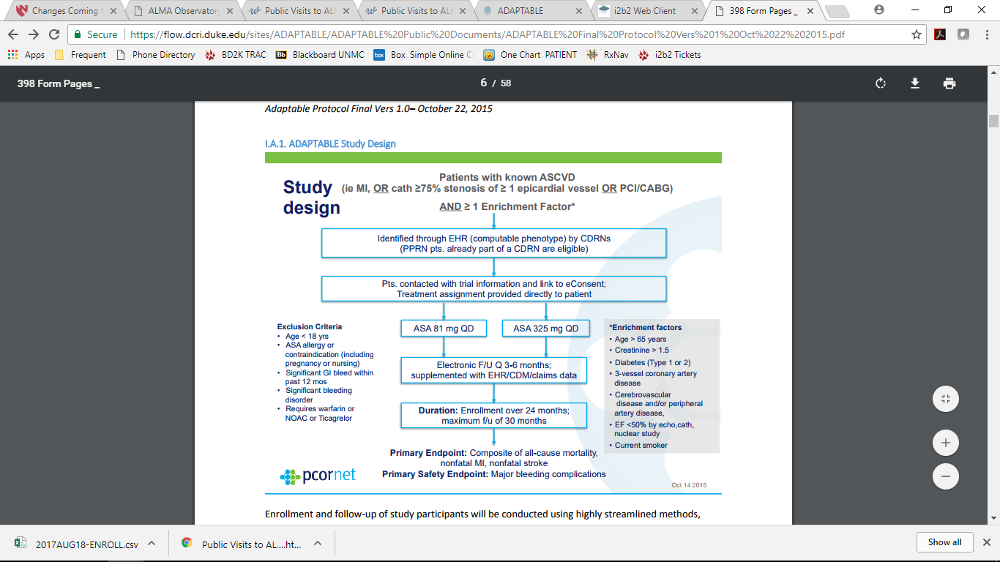 Changes Coming
ALMA Observator
Public Visits to AL
Public Visits to AL
ADAPTABLE
i2b2 Web Client
398 Form Pages _
Secure
https://flow.dcri.duke.edu/sites/ADAPTABLE/ADAPTABLE%20Public%20Documents/ADAPTABLE%20Final%20Protocol%20Vers%201%20Oct%2022%202015.pdf
Apps
Frequent
Phone Directory
BD2K TRAC
Bb
Blackboard UNMC
box
Box Simple Online C
One Chart PATIENT
RxNav
i2b2 Tickets
398 Form Pages _
6 / 58
Adaptable Protocol Final Vers 1.0– October 22, 2015
I.A.1. ADAPTABLE Study Design
Study
design
Patients with known ASCVD
(ie MI, OR cath ≥75% stenosis of ≥ 1 epicardial vessel OR PCI/CABG)
AND ≥ 1 Enrichment Factor*
Identified through EHR (computable phenotype) by CDRNs
(PPRN pts. already part of a CDRN are eligible)
Pts. contacted with trial information and link to eConsent;
Treatment assignment provided directly to patient
Exclusion Criteria
• Age < 18 yrs
• ASA allergy or
contraindication (including
pregnancy or nursing)
• Significant GI bleed within
past 12 mos
• Significant bleeding
disorder
• Requires warfarin or
NOAC or Ticagrelor
ASA 81 mg QD
ASA 325 mg QD
Electronic F/U Q 3-6 months;
supplemented with EHR/CDM/claims data
Duration: Enrollment over 24 months;
maximum f/u of 30 months
*Enrichment factors
• Age > 65 years
• Creatinine > 1.5
• Diabetes (Type 1 or 2)
• 3-vessel coronary artery
disease
• Cerebrovascular
disease and/or peripheral
artery disease,
• EF <50% by echo,cath,
nuclear study
• Current smoker
Primary Endpoint: Composite of all-cause mortality,
nonfatal MI, nonfatal stroke
Primary Safety Endpoint: Major bleeding complications
pcornet
Oct 14 2015
Enrollment and follow-up of study participants will be conducted using highly streamlined methods,
2017AUG18-ENROLL.csv
Public Visits to AL....ht...
Show all